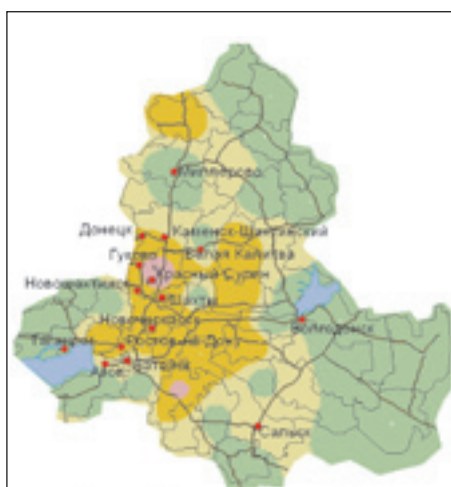 Миллерово
Донецк
Каменск-Шахтинский
Гуково
Белая Калитва
Красный Сулин
Новошахтинск
Шахты
Новочеркасск
Волгодонск
Таганрог
Ростов-на-Дону
Азов
Батайск
Сальск